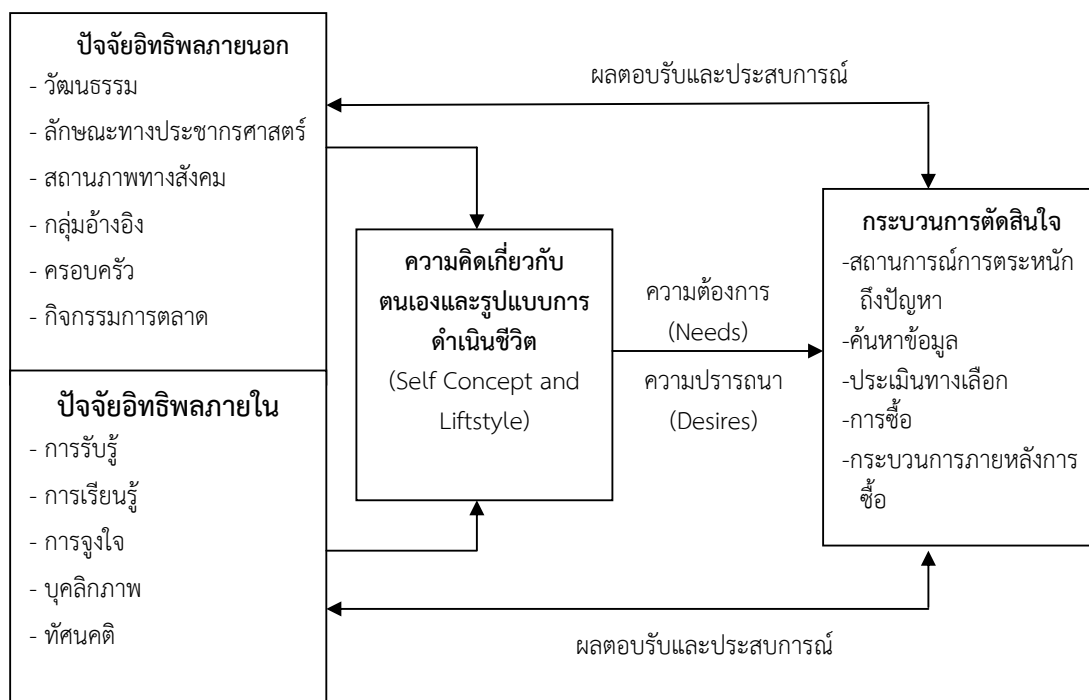 ปัจจัยอิทธิพลภายนอก
- วัฒนธรรม
- ลักษณะทางประชากรศาสตร์
- สถานภาพทางสังคม
- กลุ่มอ้างอิง
- ครอบครัว
- กิจกรรมการตลาด
ปัจจัยอิทธิพลภายใน
- การรับรู้
- การเรียนรู้
- การจูงใจ
- บุคลิกภาพ
- ทัศนคติ
ผลตอบรับและประสบการณ์
ความคิดเกี่ยวกับ
ตนเองและรูปแบบการ
ดำเนินชีวิต
(Self Concept and
Liftstyle)
ความต้องการ
(Needs)
ความปรารถนา
(Desires)
กระบวนการตัดสินใจ
-สถานการณ์การตระหนัก
ถึงปัญหา
-ค้นหาข้อมูล
-ประเมินทางเลือก
-การซื้อ
-กระบวนการภายหลังการ
ซื้อ
ผลตอบรับและประสบการณ์